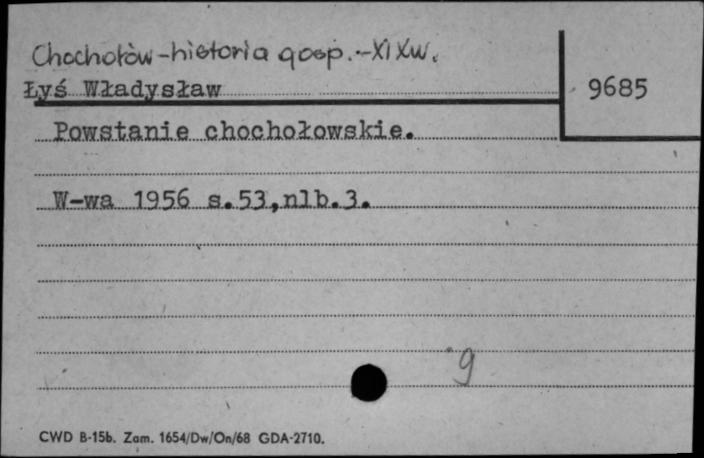 Chochołów - historia gosp. - XIXw.
Łyś Władysław
9685
Powstanie chochołowskie.
W-wa 1956 s.53,nlb.3.
g
CWD B-15b. Zam. 1654/Dw/On/68 GDA-2710.